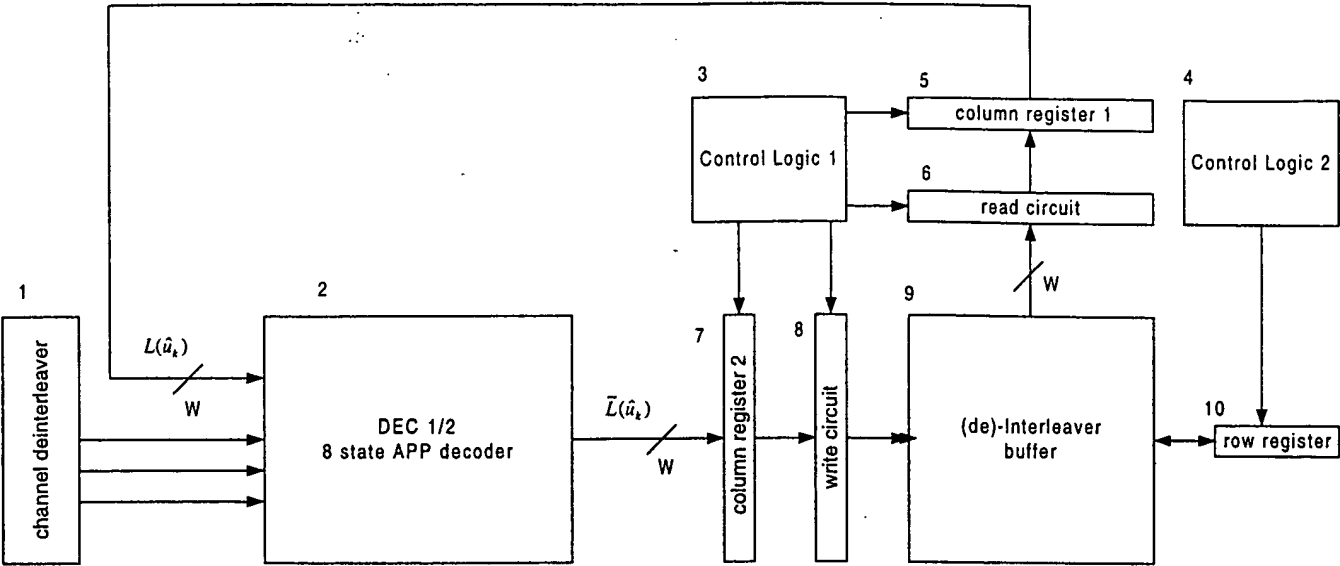 3
5
4
column register 1
Control Logic 1
6
Control Logic 2
read circuit
W
1
2
9
7
8
L(û_k)
W
channel deinterleaver
DEC 1/2
8 state APP decoder
L̄(û_k)
W
column register 2
write circuit
(de)-Interleaver
buffer
10
row register